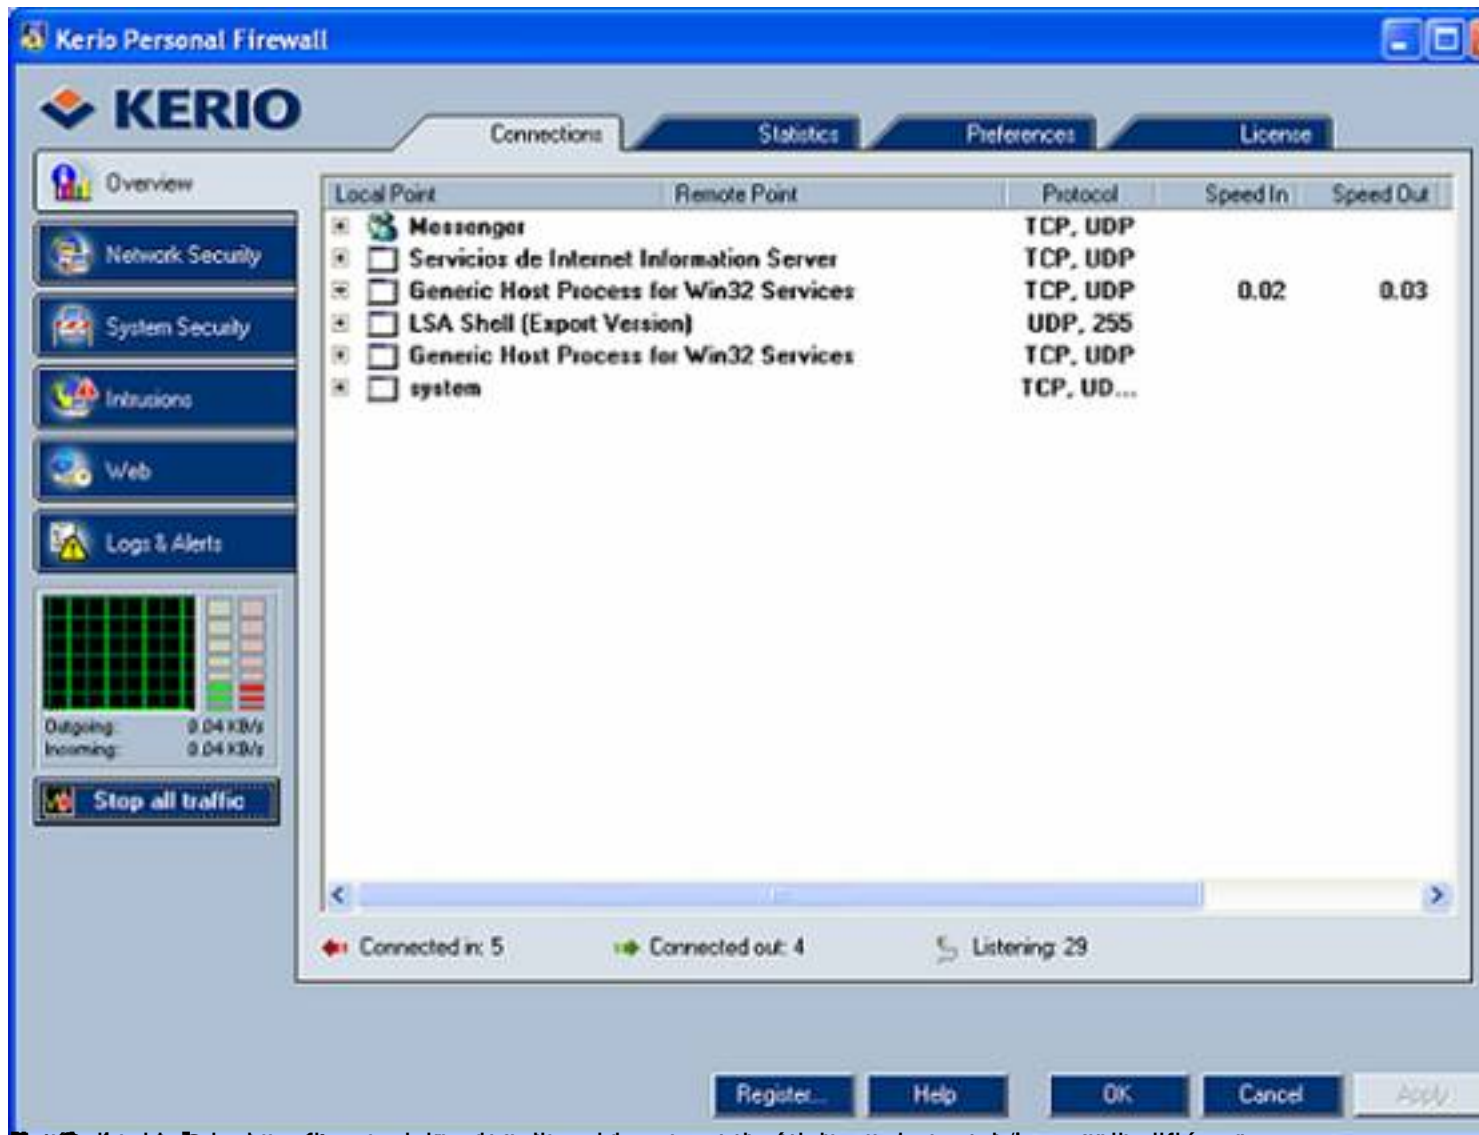 Kerio Personal Firewall
KERIO
Connections Statistics Preferences License
Overview
Network Security
System Security
Intrusions
Web
Logs & Alerts
Outgoing: 0.04 KB/s
Incoming: 0.04 KB/s
Stop all traffic
Local Point Remote Point Protocol Speed In Speed Out
Messenger TCP, UDP
Servicios de Internet Information Server TCP, UDP
Generic Host Process for Win32 Services TCP, UDP 0.02 0.03
LSA Shell (Export Version) UDP, 255
Generic Host Process for Win32 Services TCP, UDP
system TCP, UD...
Connected in: 5 Connected out: 4 Listening: 29
Register... Help OK Cancel Apply